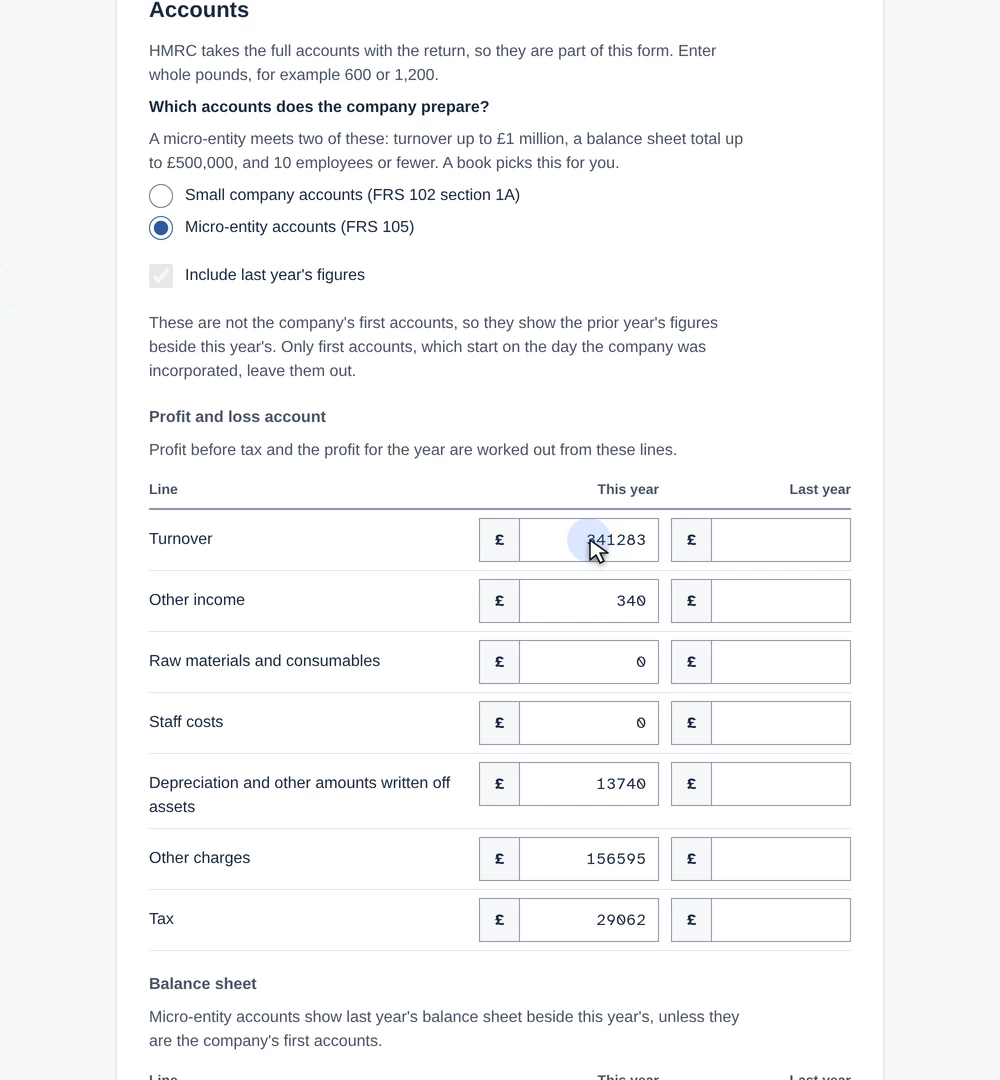 Accounts
HMRC takes the full accounts with the return, so they are part of this form. Enter
whole pounds, for example 600 or 1,200.
Which accounts does the company prepare?
A micro-entity meets two of these: turnover up to £1 million, a balance sheet total up
to £500,000, and 10 employees or fewer. A book picks this for you.
Small company accounts (FRS 102 section 1A)
Micro-entity accounts (FRS 105)
Include last year's figures
These are not the company's first accounts, so they show the prior year's figures
beside this year's. Only first accounts, which start on the day the company was
incorporated, leave them out.
Profit and loss account
Profit before tax and the profit for the year are worked out from these lines.
Line This year Last year
Turnover £ 341283 £
Other income £ 340 £
Raw materials and consumables £ 0 £
Staff costs £ 0 £
Depreciation and other amounts written off £ 13740 £
assets
Other charges £ 156595 £
Tax £ 29062 £
Balance sheet
Micro-entity accounts show last year's balance sheet beside this year's, unless they
are the company's first accounts.
Line This year Last year